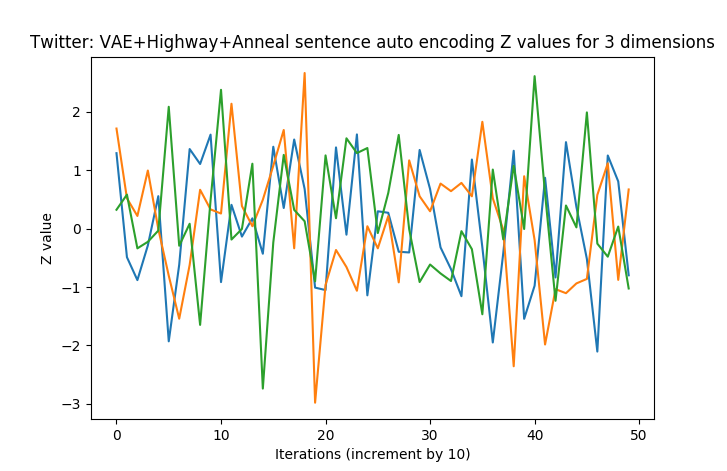 Twitter: VAE+Highway+Anneal sentence auto encoding Z values for 3 dimensions
Z value
2
1
0
−1
−2
−3
0 10 20 30 40 50
Iterations (increment by 10)